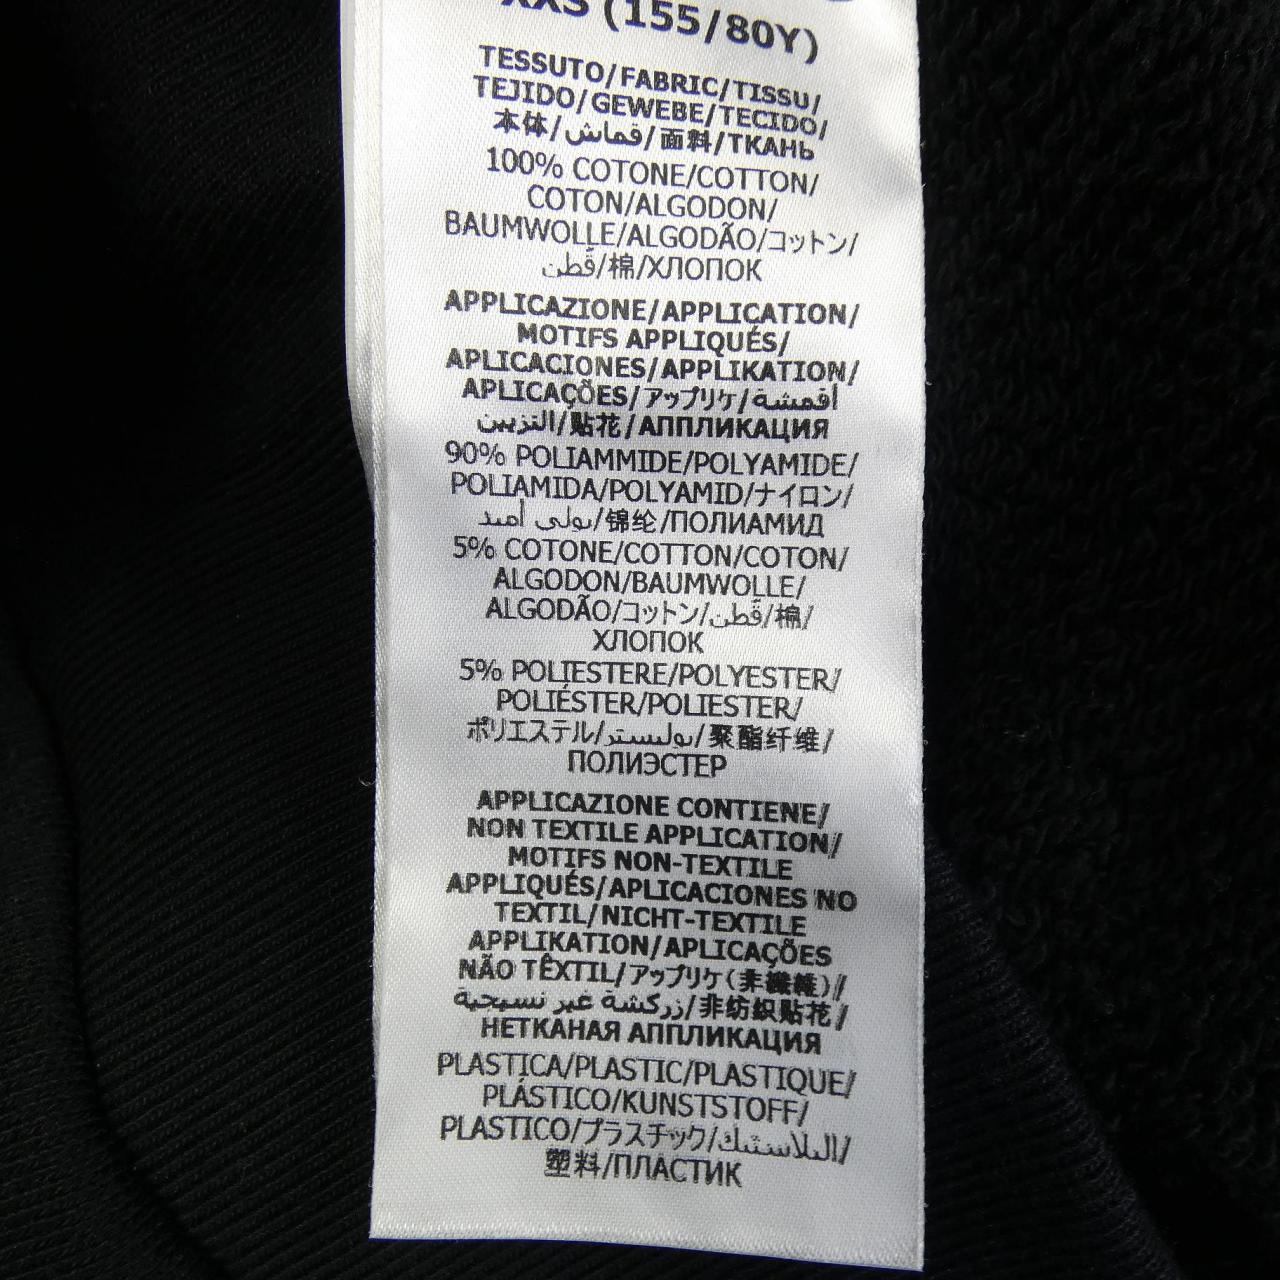 XXS (155/80Y)
TESSUTO/FABRIC/TISSU/
TEJIDO/GEWEBE/TECIDO/
本体/قماش/面料/ТКАНЬ
100% COTONE/COTTON/
COTON/ALGODON/
BAUMWOLLE/ALGODÃO/コットン/
قطن/棉/ХЛОПОК
APPLICAZIONE/APPLICATION/
MOTIFS APPLIQUÉS/
APLICACIONES/APPLIKATION/
APLICAÇÕES/アップリケ/أقمشة
التزيين/贴花/АППЛИКАЦИЯ
90% POLIAMMIDE/POLYAMIDE/
POLIAMIDA/POLYAMID/ナイロン/
بولي أميد/锦纶/ПОЛИАМИД
5% COTONE/COTTON/COTON/
ALGODON/BAUMWOLLE/
ALGODÃO/コットン/قطن/棉/
ХЛОПОК
5% POLIESTERE/POLYESTER/
POLIÉSTER/POLIESTER/
ポリエステル/بوليستر/聚酯纤维/
ПОЛИЭСТЕР
APPLICAZIONE CONTIENE/
NON TEXTILE APPLICATION/
MOTIFS NON-TEXTILE
APPLIQUÉS/APLICACIONES NO
TEXTIL/NICHT-TEXTILE
APPLIKATION/APLICAÇÕES
NÃO TÊXTIL/アップリケ(非繊維)/
زركشة غير نسيجية/非纺织贴花/
НЕТКАНАЯ АППЛИКАЦИЯ
PLASTICA/PLASTIC/PLASTIQUE/
PLÁSTICO/KUNSTSTOFF/
PLASTICO/プラスチック/البلاستيك/
塑料/ПЛАСТИК